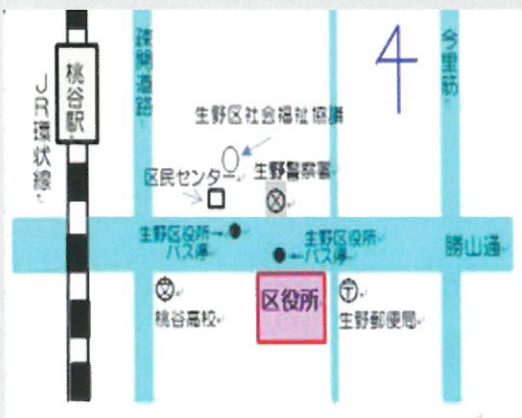 桃谷駅
JR環状線
疎開道路
4
今里筋
生野区社会福祉協議
区民センター
生野警察署
生野区役所→
バス停
生野区役所
←バス停
勝山通
文
桃谷高校
区役所
〒
生野郵便局